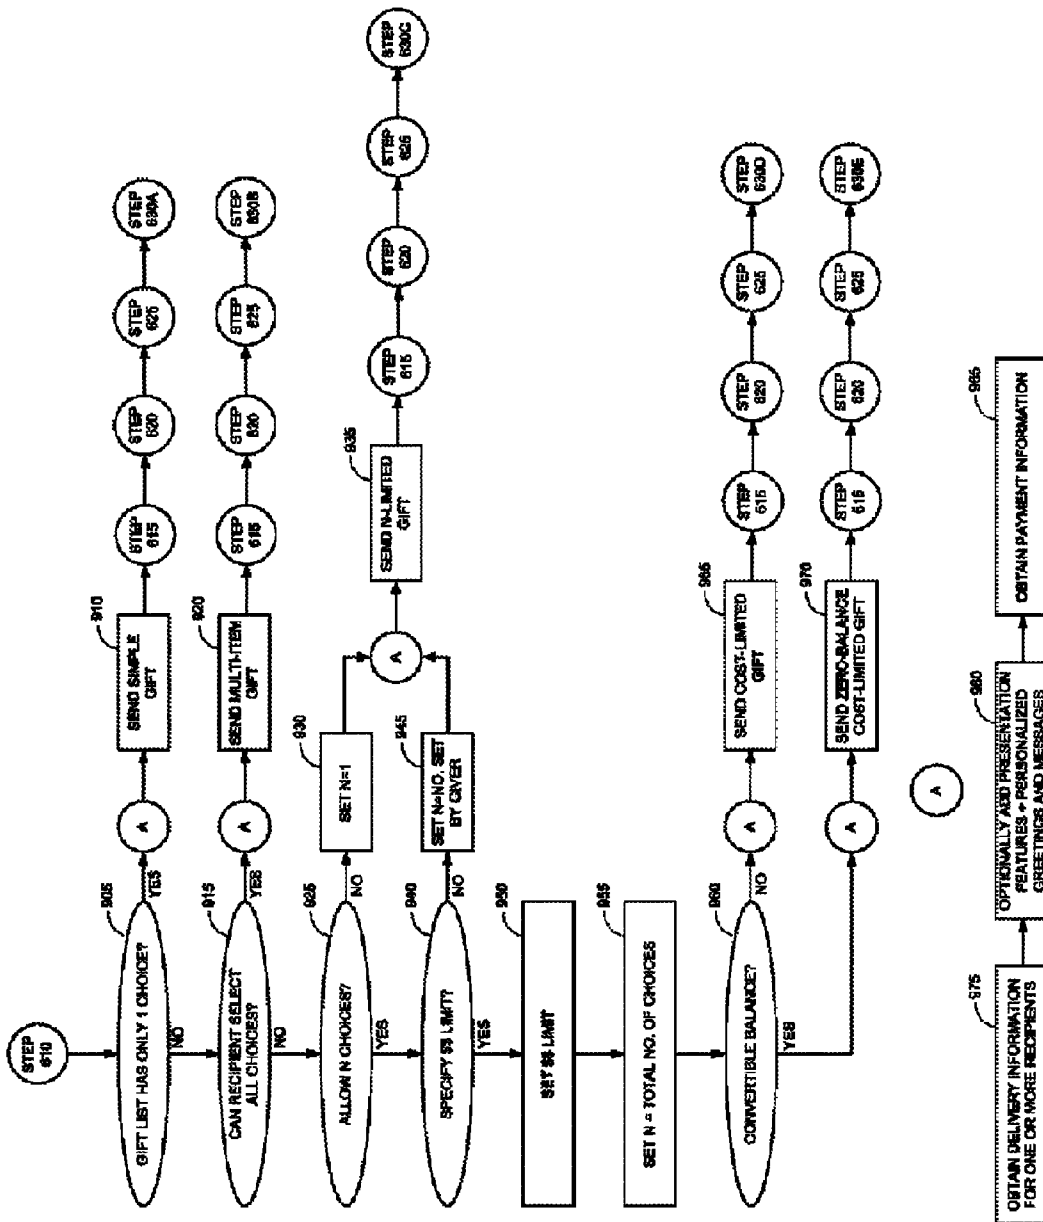 STEP
610
905
GIFT LIST HAS ONLY 1 CHOICE?
YES
NO
A
910
SEND SIMPLE
GIFT
STEP
615
STEP
620
STEP
625
STEP
630A
915
CAN RECIPIENT SELECT
ALL CHOICES?
YES
NO
A
920
SEND MULTI-ITEM
GIFT
STEP
615
STEP
620
STEP
625
STEP
630B
925
ALLOW N CHOICES?
NO
YES
930
SET N=1
A
935
SEND N-LIMITED
GIFT
STEP
615
STEP
620
STEP
625
STEP
630C
940
SPECIFY $$ LIMIT?
NO
YES
945
SET N=NO. SET
BY GIVER
950
SET $$ LIMIT
955
SET N = TOTAL NO. OF CHOICES
960
CONVERTIBLE BALANCE?
NO
YES
A
965
SEND COST-LIMITED
GIFT
STEP
615
STEP
620
STEP
625
STEP
630D
A
970
SEND ZERO-BALANCE
COST-LIMITED GIFT
STEP
615
STEP
620
STEP
625
STEP
630E
A
975
OBTAIN DELIVERY INFORMATION
FOR ONE OR MORE RECIPIENTS
980
OPTIONALLY ADD PRESENTATION
FEATURES + PERSONALIZED
GREETINGS AND MESSAGES
985
OBTAIN PAYMENT INFORMATION